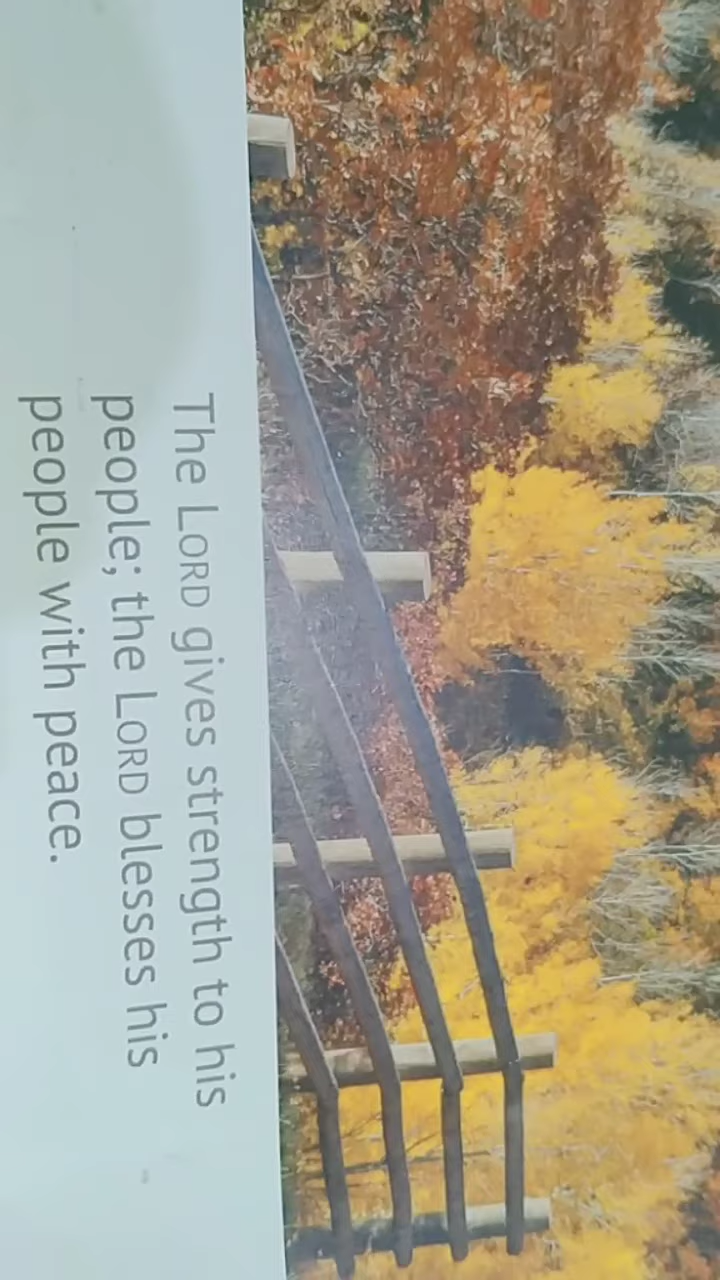 The LORD gives strength to his
people; the LORD blesses his
people with peace.